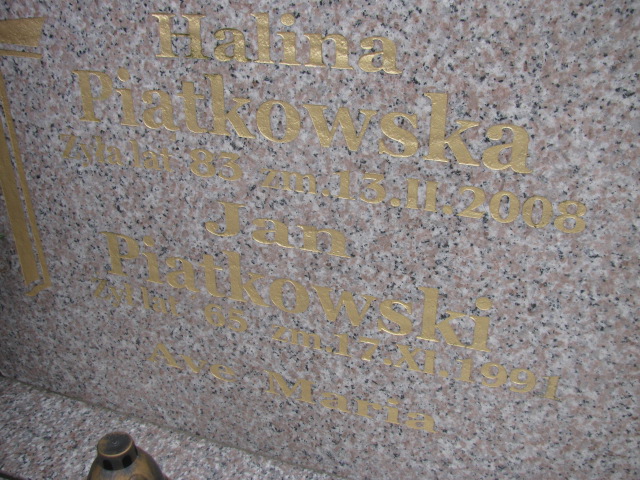 Halina
Piatkowska
Żyła lat 83 zm.13.II.2008
Jan
Piatkowski
Żył lat 65 zm.17.XI.1991
Ave Maria